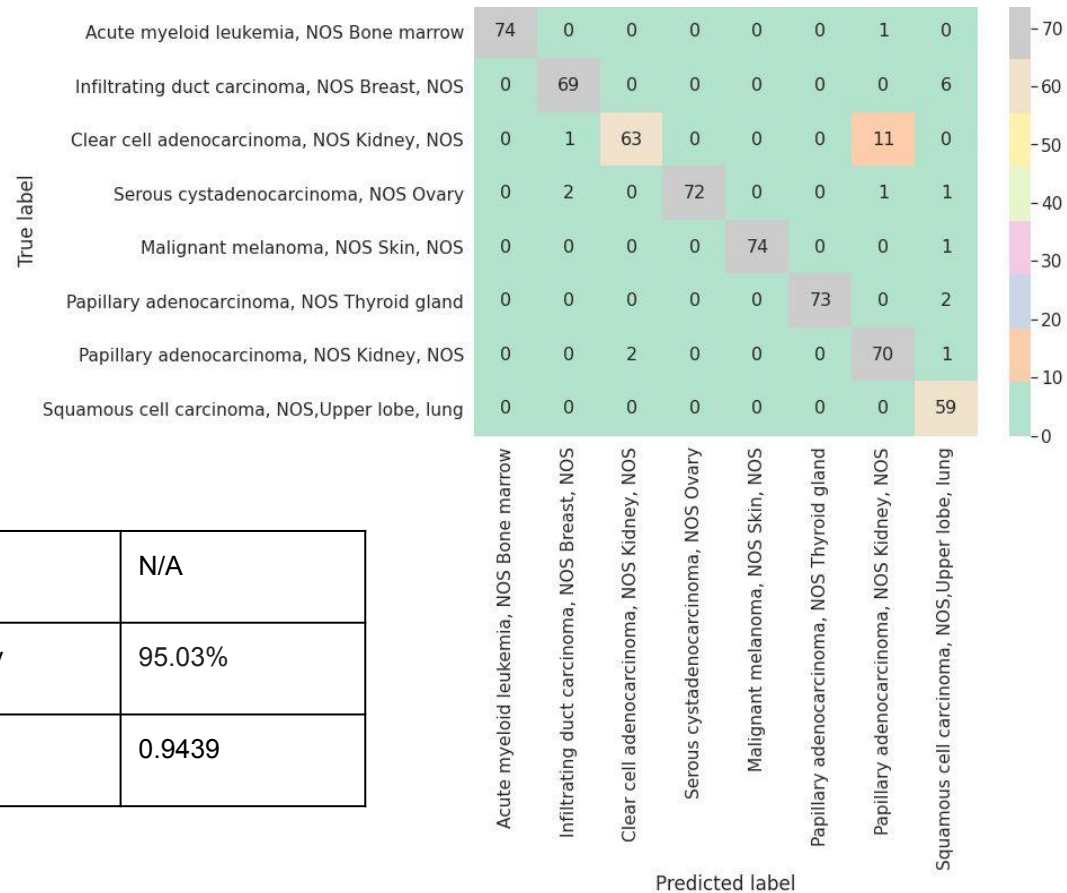 Acute myeloid leukemia, NOS Bone marrow 74 0 0 0 0 0 1 0
Infiltrating duct carcinoma, NOS Breast, NOS 0 69 0 0 0 0 0 6
Clear cell adenocarcinoma, NOS Kidney, NOS 0 1 63 0 0 0 11 0
Serous cystadenocarcinoma, NOS Ovary 0 2 0 72 0 0 1 1
Malignant melanoma, NOS Skin, NOS 0 0 0 0 74 0 0 1
Papillary adenocarcinoma, NOS Thyroid gland 0 0 0 0 0 73 0 2
Papillary adenocarcinoma, NOS Kidney, NOS 0 0 2 0 0 0 70 1
Squamous cell carcinoma, NOS,Upper lobe, lung 0 0 0 0 0 0 0 59
True label
70
60
50
40
30
20
10
0
Acute myeloid leukemia, NOS Bone marrow
Infiltrating duct carcinoma, NOS Breast, NOS
Clear cell adenocarcinoma, NOS Kidney, NOS
Serous cystadenocarcinoma, NOS Ovary
Malignant melanoma, NOS Skin, NOS
Papillary adenocarcinoma, NOS Thyroid gland
Papillary adenocarcinoma, NOS Kidney, NOS
Squamous cell carcinoma, NOS,Upper lobe, lung
Predicted label
N/A
95.03%
0.9439